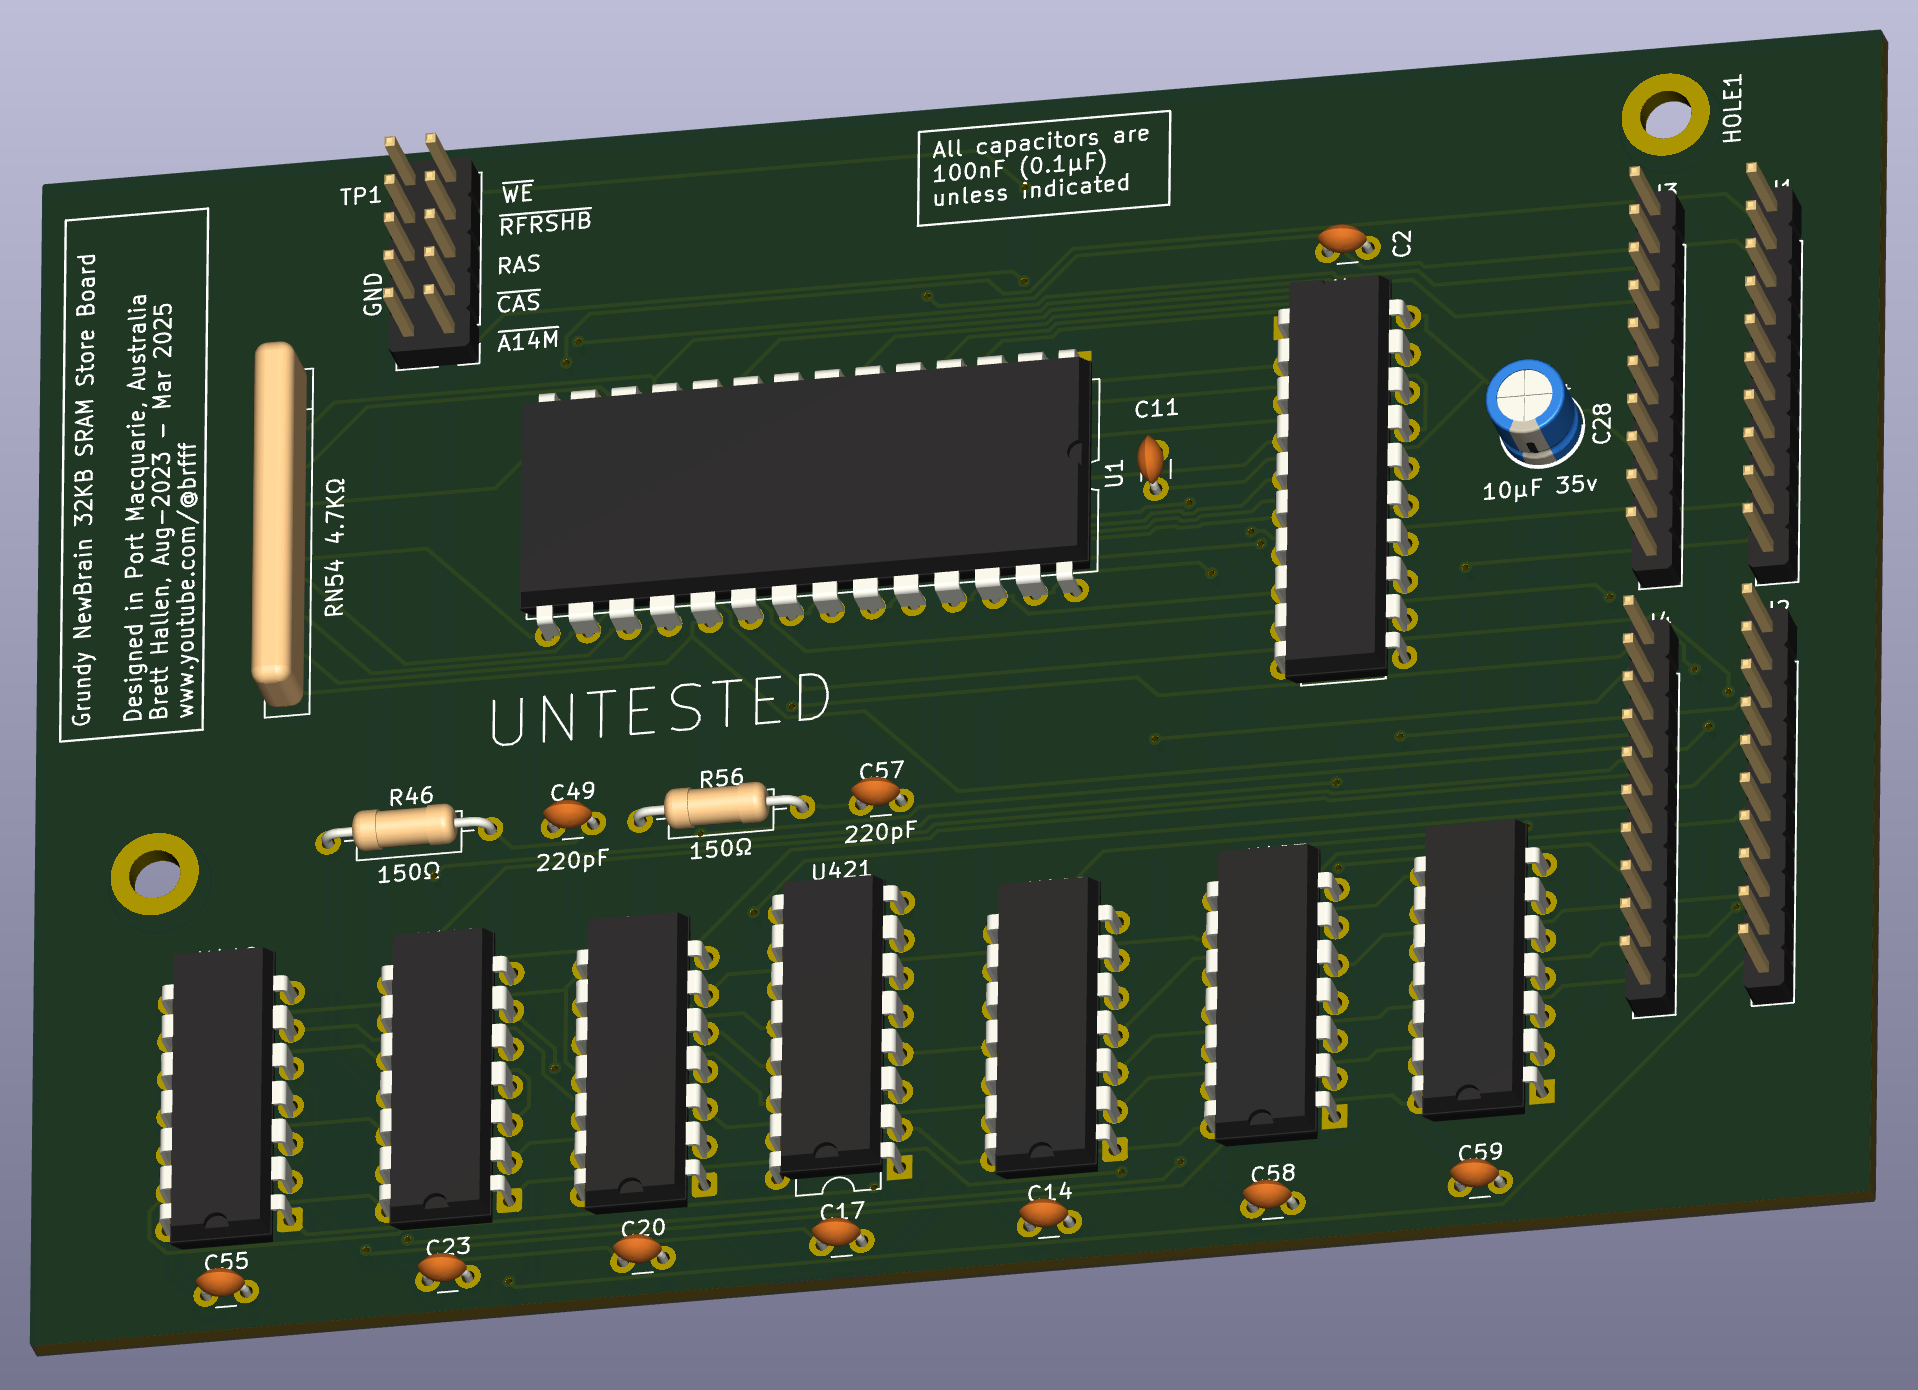 All capacitors are
100nF (0.1µF)
unless indicated
HOLE1
TP1
WE
RFRSHB
RAS
CAS
A14M
GND
C2
Grundy NewBrain 32KB SRAM Store Board
Designed in Port Macquarie, Australia
Brett Hallen, Aug-2023 - Mar 2025
www.youtube.com/@brfff
RN54 4.7KΩ
C11
U1
C28
10µF 35v
UNTESTED
R46
150Ω
C49
220pF
R56
150Ω
C57
220pF
U421
C55
C23
C20
C17
C14
C58
C59